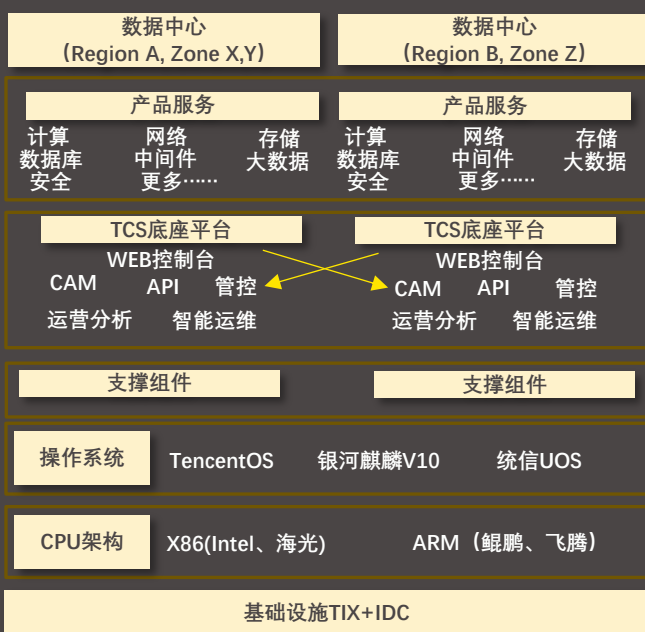 数据中心
(Region A, Zone X,Y)
数据中心
(Region B, Zone Z)
产品服务
计算 网络 存储
数据库 中间件 大数据
安全 更多……
产品服务
计算 网络 存储
数据库 中间件 大数据
安全 更多……
TCS底座平台
WEB控制台
CAM API 管控
运营分析 智能运维
TCS底座平台
WEB控制台
CAM API 管控
运营分析 智能运维
支撑组件
支撑组件
操作系统 TencentOS 银河麒麟V10 统信UOS
CPU架构 X86(Intel、海光) ARM（鲲鹏、飞腾）
基础设施TIX+IDC